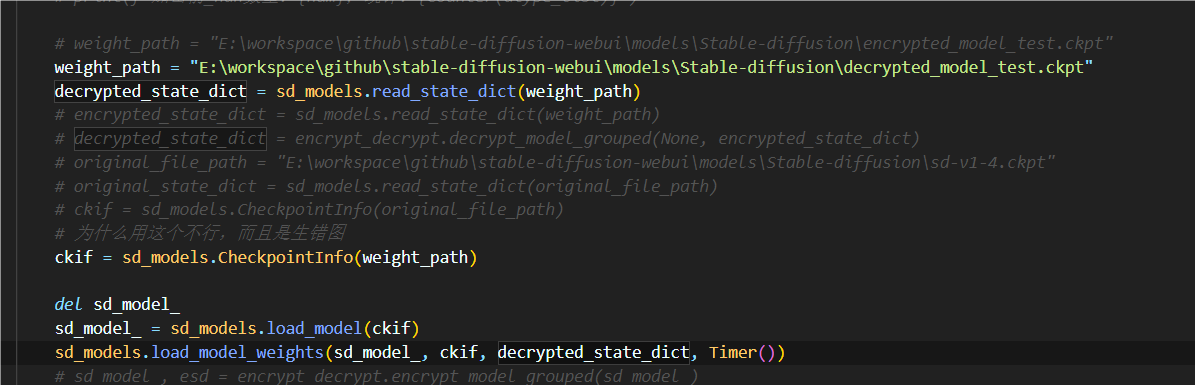 # weight_path = "E:\workspace\github\stable-diffusion-webui\models\Stable-diffusion\encrypted_model_test.ckpt"
weight_path = "E:\workspace\github\stable-diffusion-webui\models\Stable-diffusion\decrypted_model_test.ckpt"
decrypted_state_dict = sd_models.read_state_dict(weight_path)
# encrypted_state_dict = sd_models.read_state_dict(weight_path)
# decrypted_state_dict = encrypt_decrypt.decrypt_model_grouped(None, encrypted_state_dict)
# original_file_path = "E:\workspace\github\stable-diffusion-webui\models\Stable-diffusion\sd-v1-4.ckpt"
# original_state_dict = sd_models.read_state_dict(original_file_path)
# ckif = sd_models.CheckpointInfo(original_file_path)
# 为什么用这个不行，而且是生错图
ckif = sd_models.CheckpointInfo(weight_path)
del sd_model_
sd_model_ = sd_models.load_model(ckif)
sd_models.load_model_weights(sd_model_, ckif, decrypted_state_dict, Timer())
# sd_model_, esd = encrypt_decrypt.encrypt_model_grouped(sd_model_)